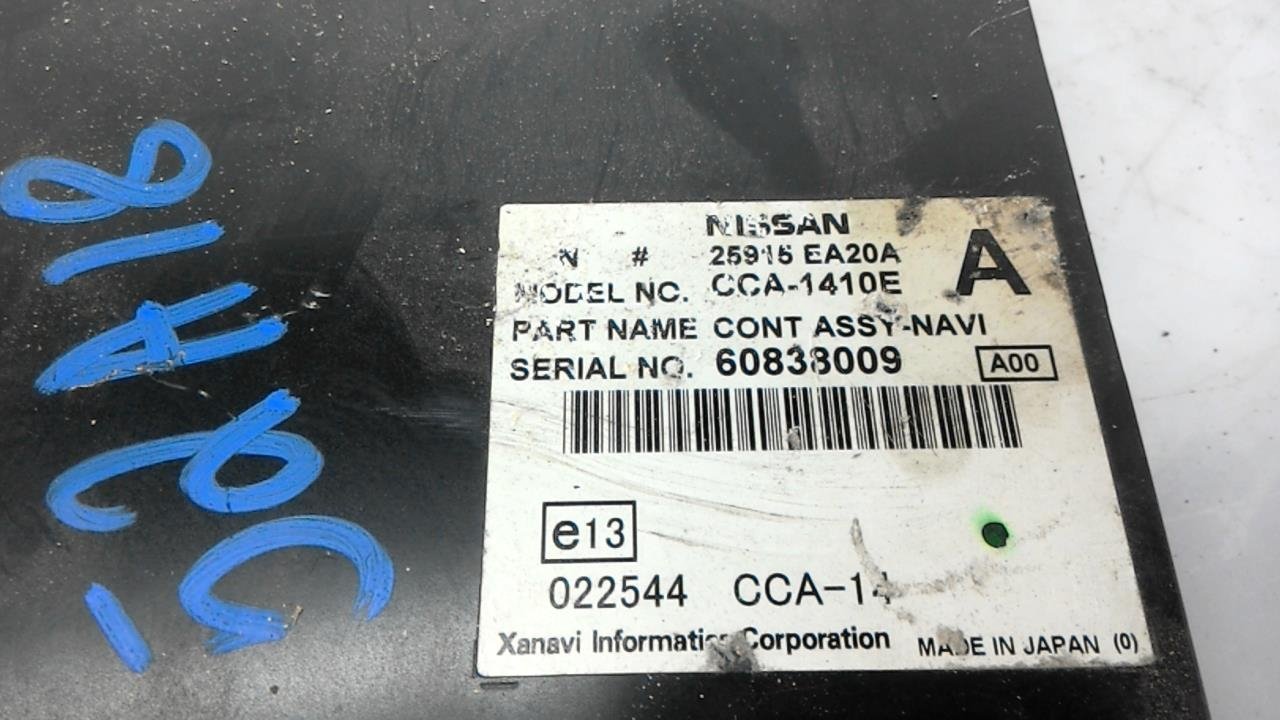 NISSAN
N # 25915 EA20A
A
MODEL NO. CCA-1410E
PART NAME CONT ASSY-NAVI
SERIAL NO. 60838009
A00
e13
022544 CCA-14
Xanavi Informatic Corporation
MADE IN JAPAN (0)